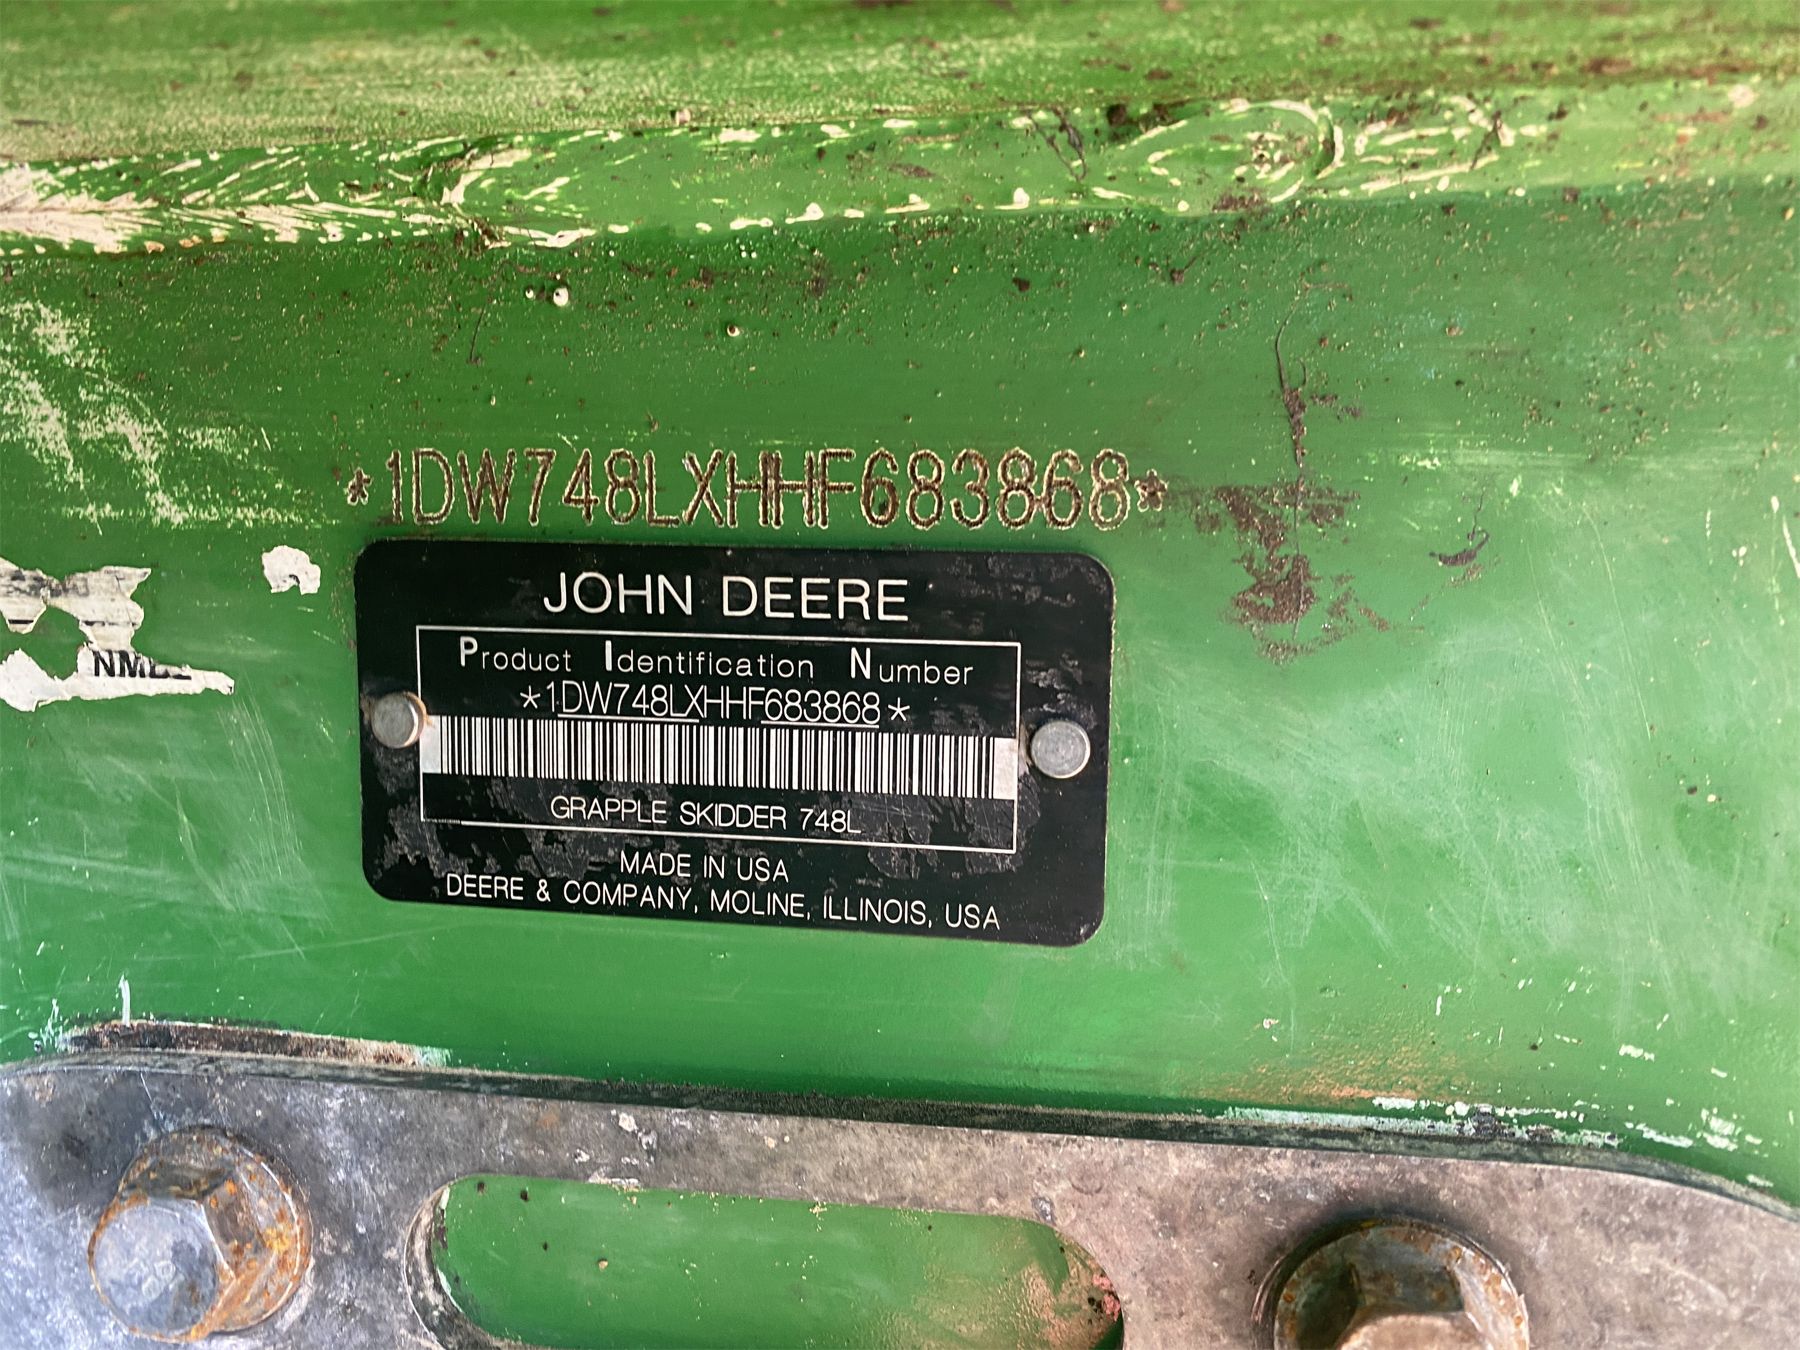 *1DW748LXHHF683868*
JOHN DEERE
Product Identification Number
*1DW748LXHHF683868*
GRAPPLE SKIDDER 748L
MADE IN USA
DEERE & COMPANY, MOLINE, ILLINOIS, USA